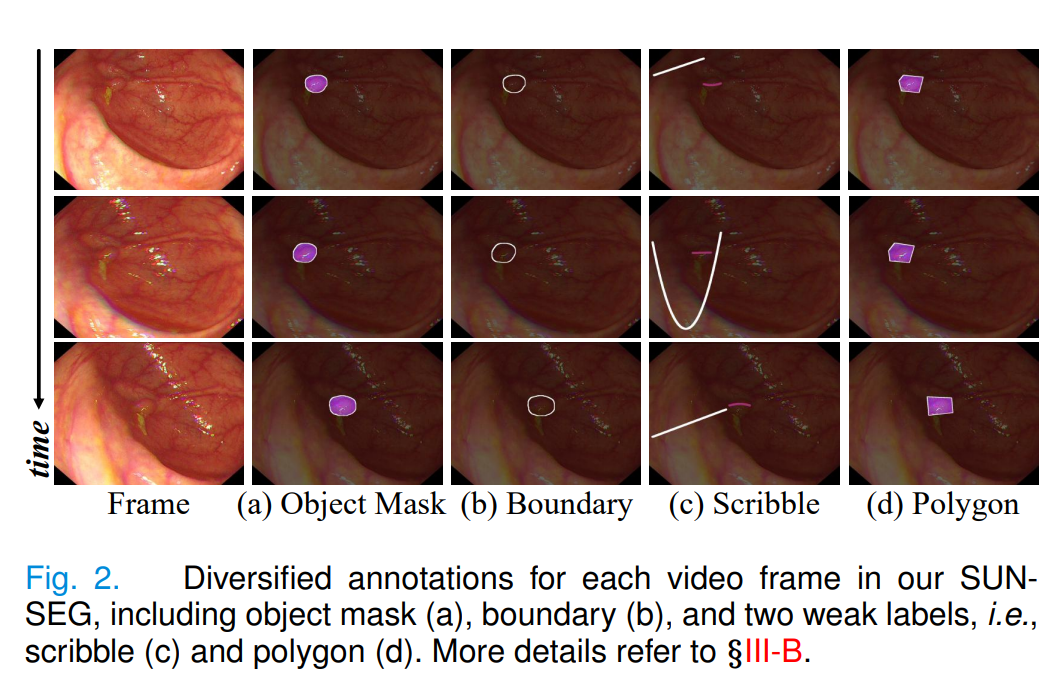 time
Frame (a) Object Mask (b) Boundary (c) Scribble (d) Polygon
Fig. 2. Diversified annotations for each video frame in our SUN-
SEG, including object mask (a), boundary (b), and two weak labels, i.e.,
scribble (c) and polygon (d). More details refer to §III-B.